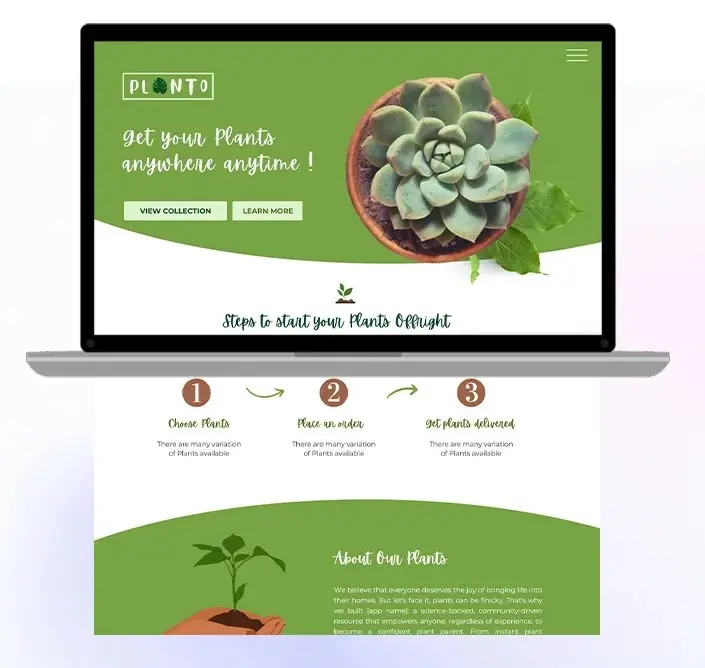 PLANTO
Get your Plants
anywhere anytime !
VIEW COLLECTION
LEARN MORE
Steps to start your Plants Offright
1
2
3
Choose Plants
Place an order
Get plants delivered
There are many variation
of Plants available
There are many variation
of Plants available
There are many variation
of Plants available
About Our Plants
We believe that everyone deserves the joy of bringing life into
their homes. But let's face it, plants can be finicky. That's why
we built [app name]: a science-backed, community-driven
resource that empowers anyone, regardless of experience, to
become a confident plant parent. From instant plant